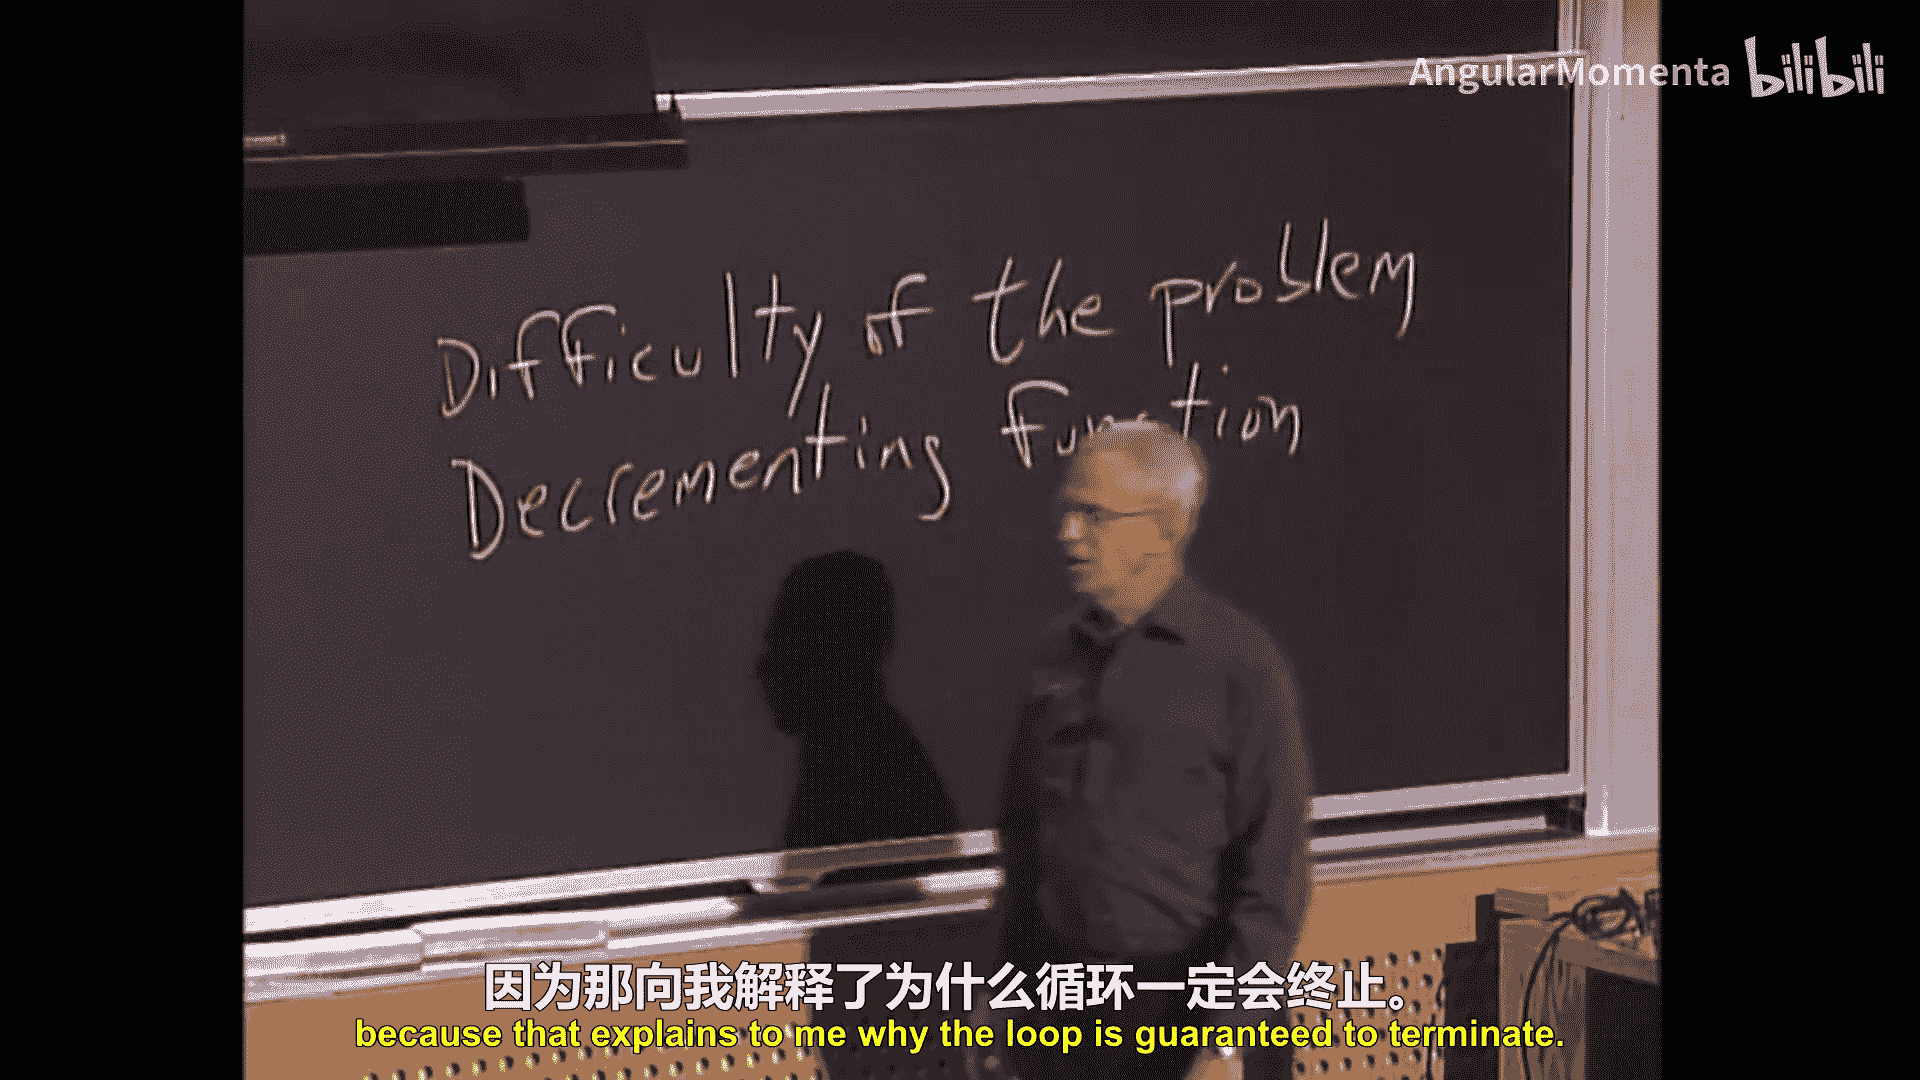 AngularMomenta bilibili
Difficulty of the problem
Decrementing function
因为那向我解释了为什么循环一定会终止。
because that explains to me why the loop is guaranteed to terminate.